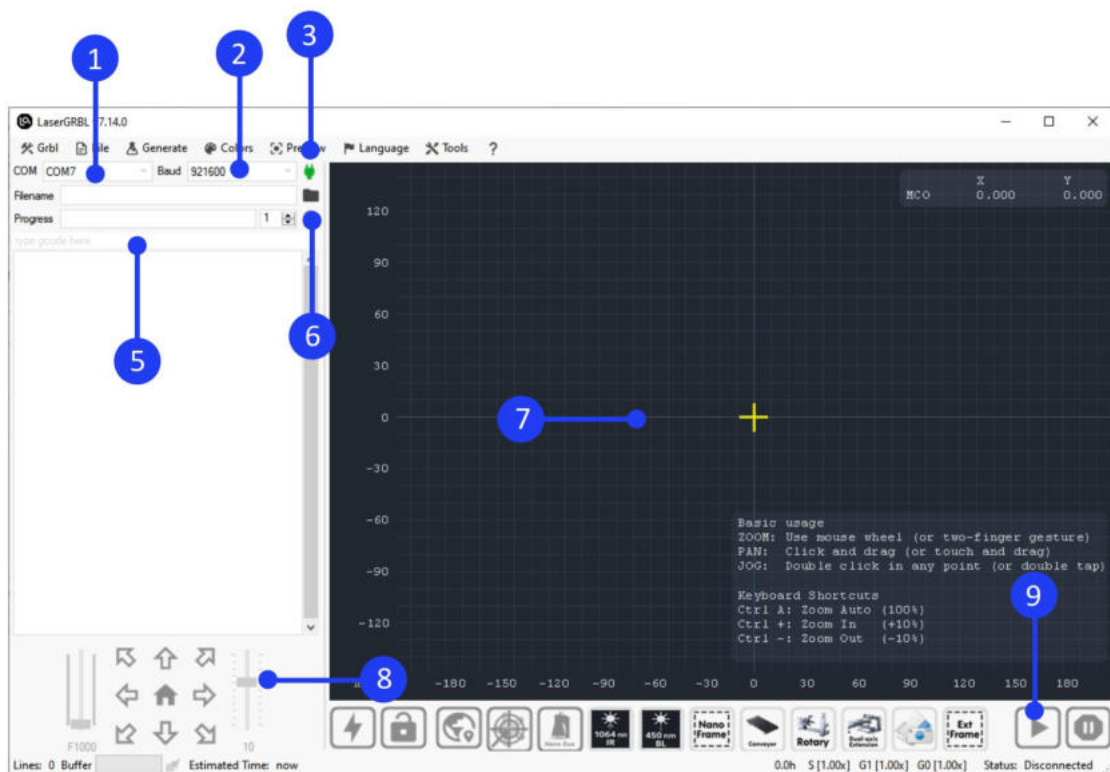 3
1
2
LaserGRBL v7.14.0
Grbl File Generate Colors Preview Language Tools ?
COM COM7 Baud 921600
Filename
Progress 1
type gcode here
X Y
MCO 0.000 0.000
120
90
60
30
0
-30
-60
-90
-120
6
5
7
Basic usage
ZOOM: Use mouse wheel (or two-finger gesture)
PAN: Click and drag (or touch and drag)
JOG: Double click in any point (or double tap)
Keyboard Shortcuts
Ctrl A: Zoom Auto (100%)
Ctrl +: Zoom In (+10%)
Ctrl -: Zoom Out (-10%)
9
8
-180 -150 -120 -90 -60 -30 0 30 60 90 120 150 180
F1000 10
Nano Duo
1064 nm
IR
450 nm
BL
Nano
Frame
Conveyor
Rotary
Dual-axis
Extension
Ext
Frame
Lines: 0 Buffer Estimated Time: now 0.0h S [1.00x] G1 [1.00x] G0 [1.00x] Status: Disconnected